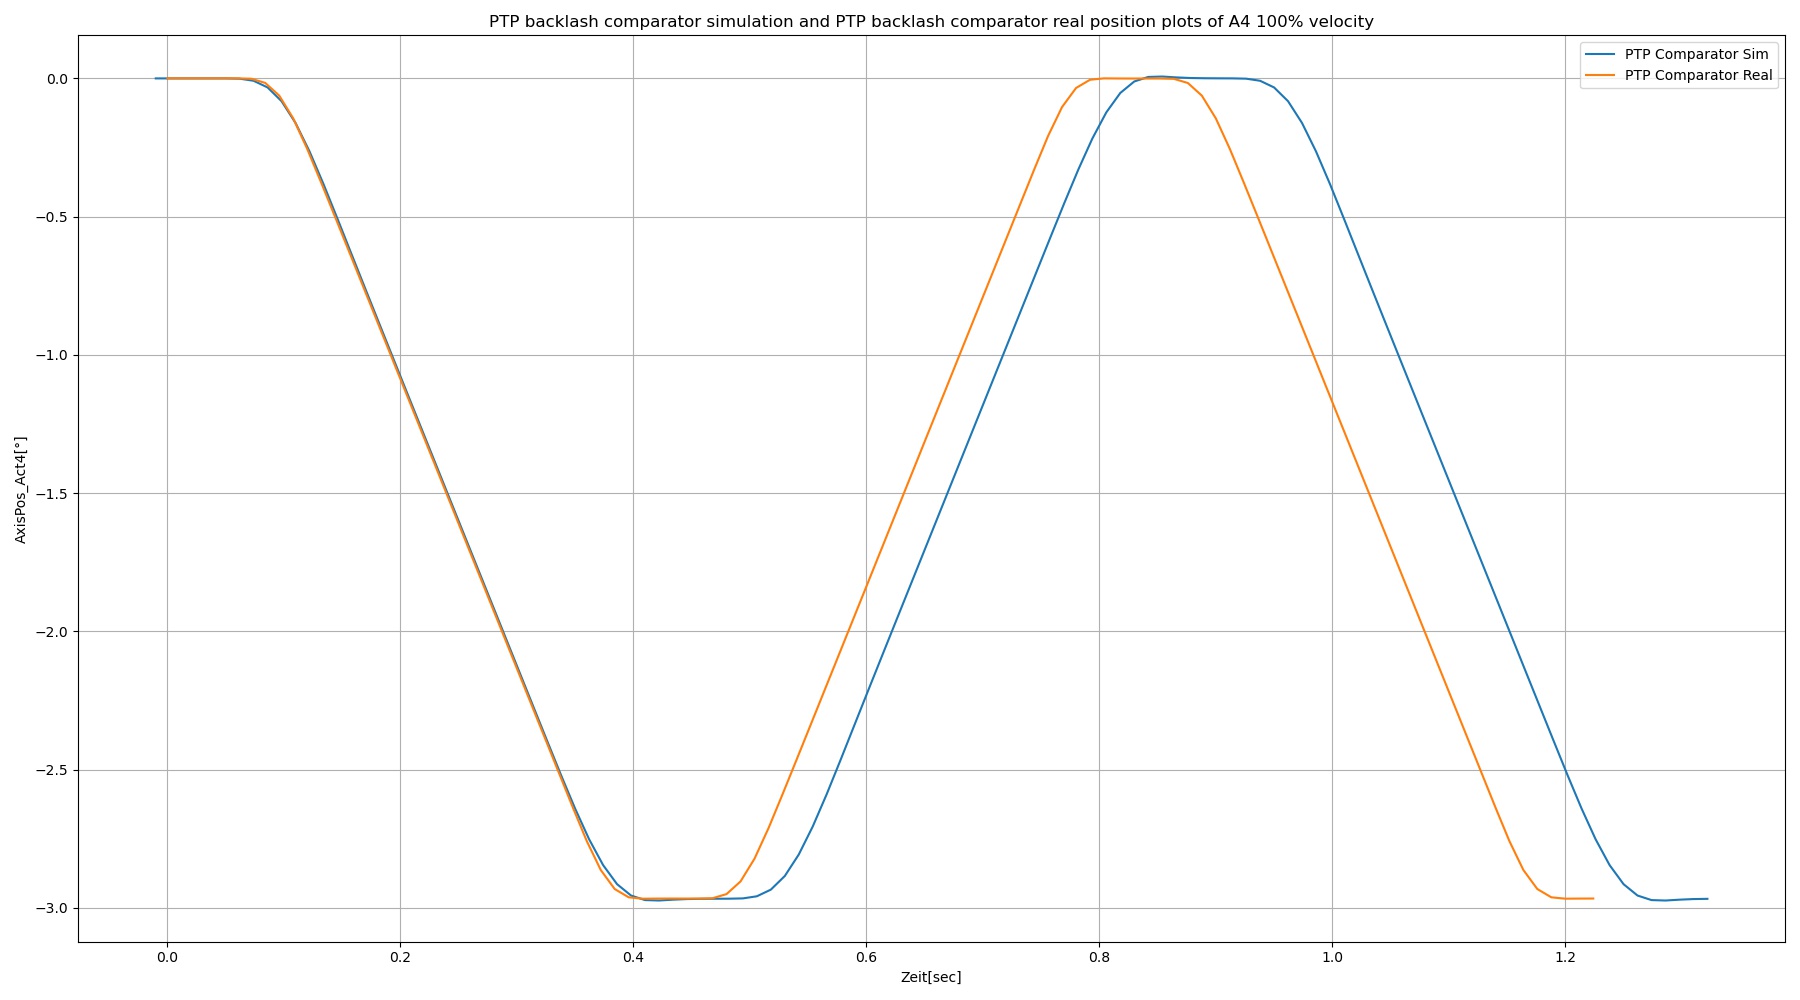 PTP backlash comparator simulation and PTP backlash comparator real position plots of A4 100% velocity
PTP Comparator Sim
PTP Comparator Real
0.0
−0.5
−1.0
−1.5
−2.0
−2.5
−3.0
AxisPos_Act4[°]
0.0 0.2 0.4 0.6 0.8 1.0 1.2
Zeit[sec]